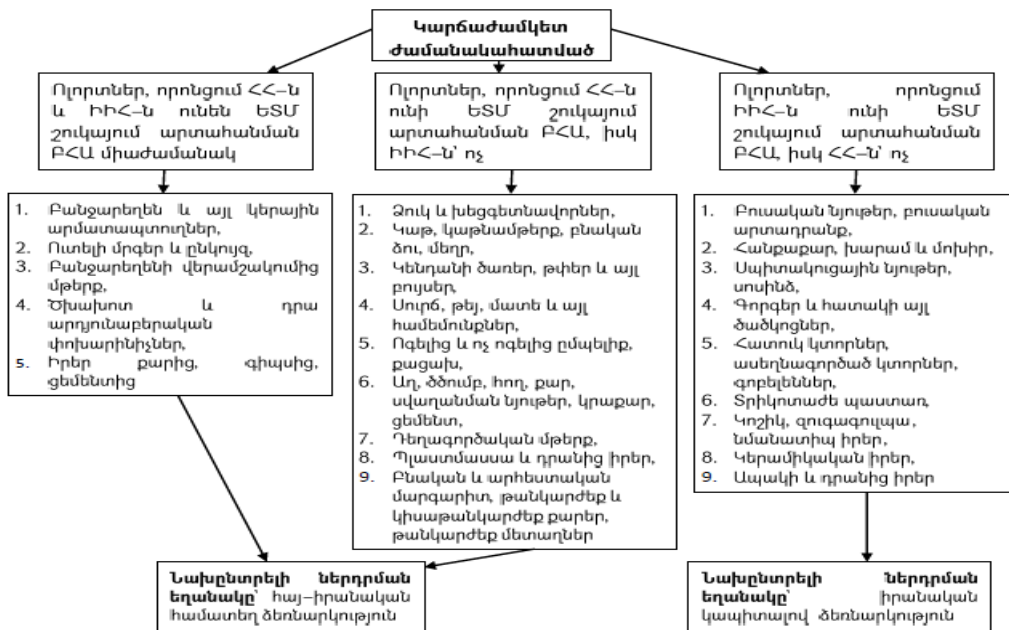 Կարճաժամկետ
ժամանակահատված
Ոլորտներ, որոնցում ՀՀ–ն
և ԻԻՀ–ն ունեն ԵՏՄ
շուկայում արտահանման
ԲՀԱ միաժամանակ
Ոլորտներ, որոնցում ՀՀ–ն
ունի ԵՏՄ շուկայում
արտահանման ԲՀԱ, իսկ
ԻԻՀ–ն՝ ոչ
Ոլորտներ, որոնցում
ԻԻՀ–ն ունի ԵՏՄ
շուկայում արտահանման
ԲՀԱ, իսկ ՀՀ–ն՝ ոչ
1. Բանջարեղեն և այլ կերային
արմատապտուղներ,
2. Ուտելի մրգեր և ընկույզ,
3. Բանջարեղենի վերամշակումից
մթերք,
4. Ծխախոտ և դրա
արդյունաբերական
փոխարինիչներ,
5. Իրեր քարից, գիպսից,
ցեմենտից
1. Ձուկ և խեցգետնավորներ,
2. Կաթ, կաթնամթերք, բնական
ձու, մեղր,
3. Կենդանի ծառեր, թփեր և այլ
բույսեր,
4. Սուրճ, թեյ, մատե և այլ
համեմունքներ,
5. Ոգելից և ոչ ոգելից ըմպելիք,
քացախ,
6. Աղ, ծծումբ, հող, քար,
սվաղանման նյութեր, կրաքար,
ցեմենտ,
7. Դեղագործական մթերք,
8. Պլաստմասսա և դրանից իրեր,
9. Բնական և արհեստական
մարգարիտ, թանկարժեք և
կիսաթանկարժեք քարեր,
թանկարժեք մետաղներ
1. Բուսական նյութեր, բուսական
արտադրանք,
2. Հանքաքար, խարամ և մոխիր,
3. Սպիտակուցային նյութեր,
սոսինձ,
4. Գորգեր և հատակի այլ
ծածկոցներ,
5. Հատուկ կտորներ,
ասեղնագործած կտորներ,
գոբելեններ,
6. Տրիկոտաժե պաստառ,
7. Կոշիկ, զուգագուլպա,
նմանատիպ իրեր,
8. Կերամիկական իրեր,
9. Ապակի և դրանից իրեր
Նախընտրելի ներդրման
եղանակը՝ հայ–իրանական
համատեղ ձեռնարկություն
Նախընտրելի ներդրման
եղանակը՝ իրանական
կապիտալով ձեռնարկություն